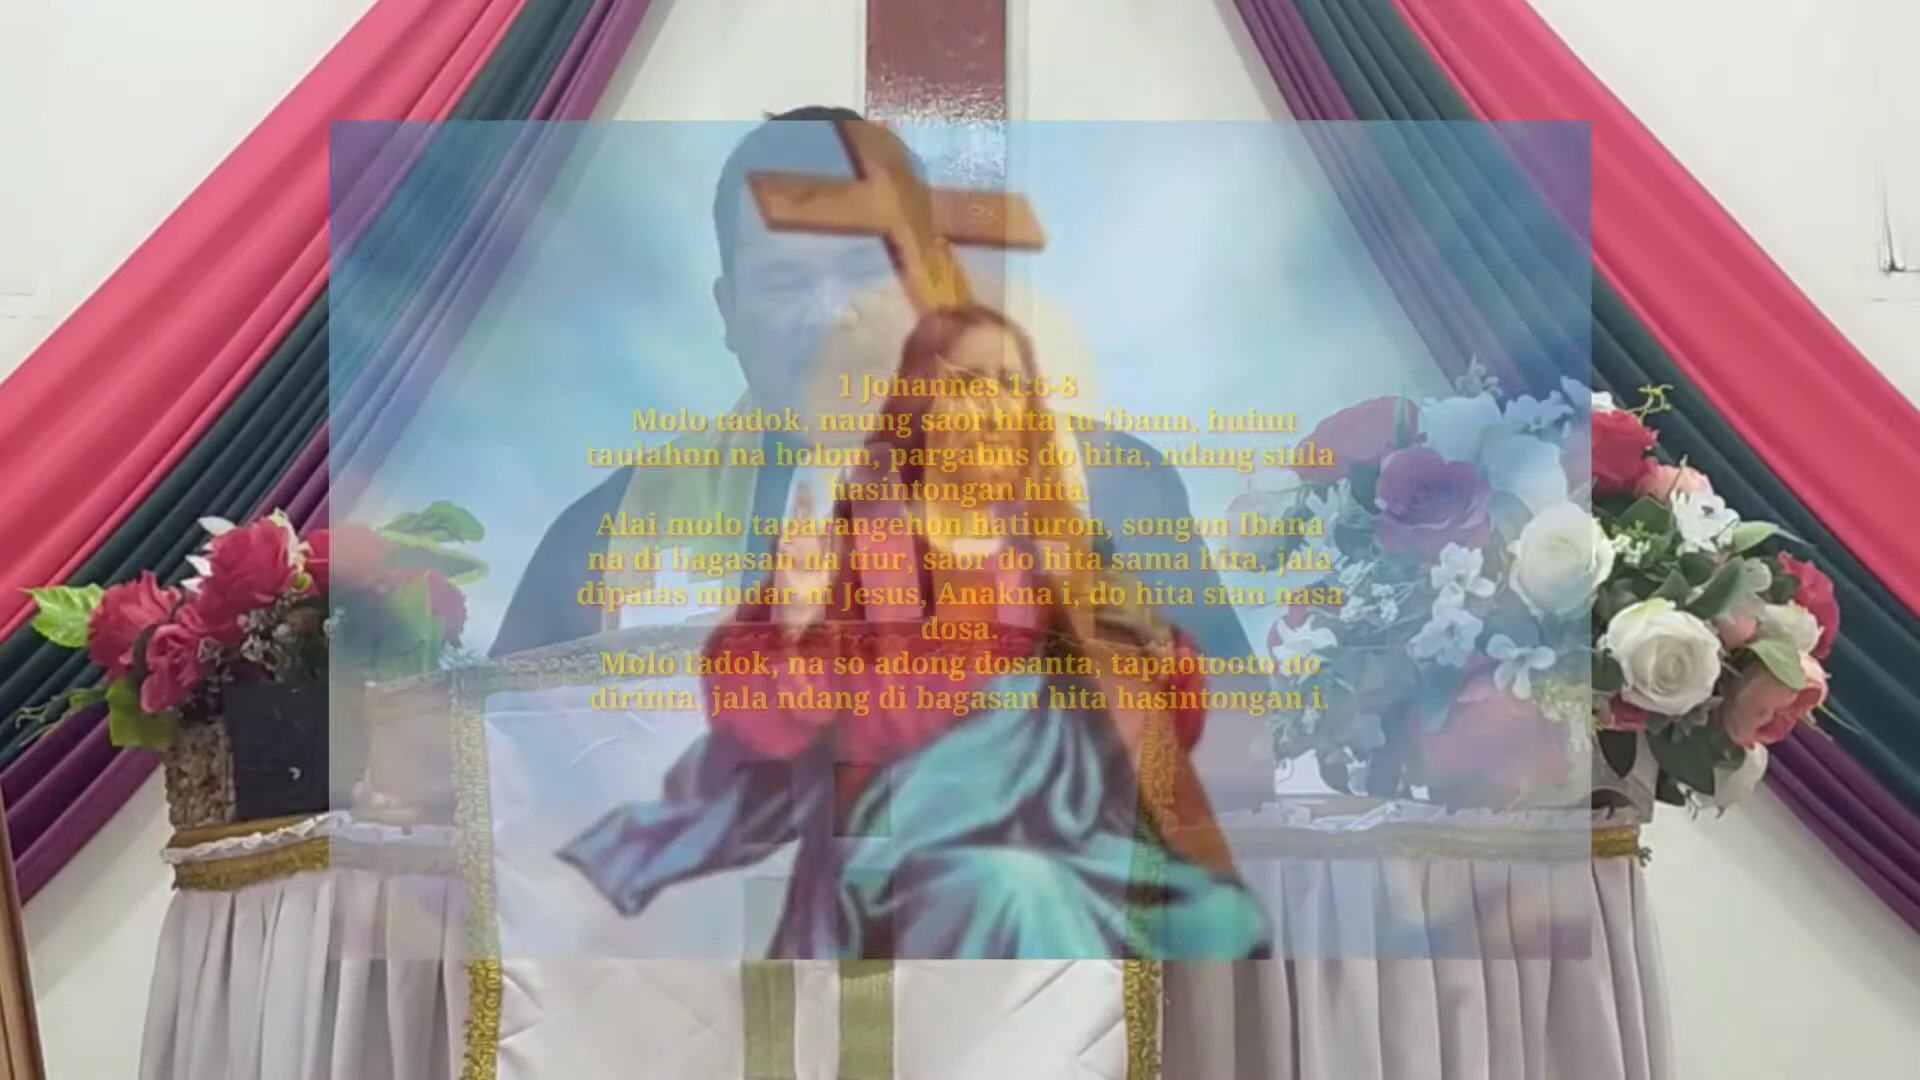 1 Johannes 1:6-8
Molo tadok, naung saor hita tu Ibana, huhut
taulahon na holom, pargabus do hita, ndang siula
hasintongan hita.
Alai molo taparangehon hatiuron, songon Ibana
na di bagasan na tiur, saor do hita sama hita, jala
dipaias mudar ni Jesus, Anakna i, do hita sian nasa
dosa.
Molo tadok, na so adong dosanta, tapaotooto do
dirinta, jala ndang di bagasan hita hasintongan i.